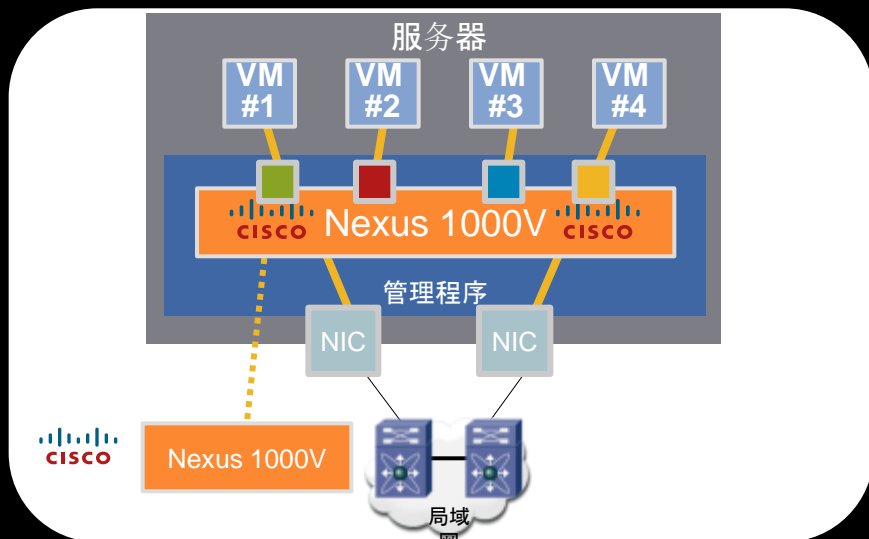 服务器
VM
#1
VM
#2
VM
#3
VM
#4
CISCO
Nexus 1000V
CISCO
管理程序
NIC
NIC
CISCO
Nexus 1000V
局域